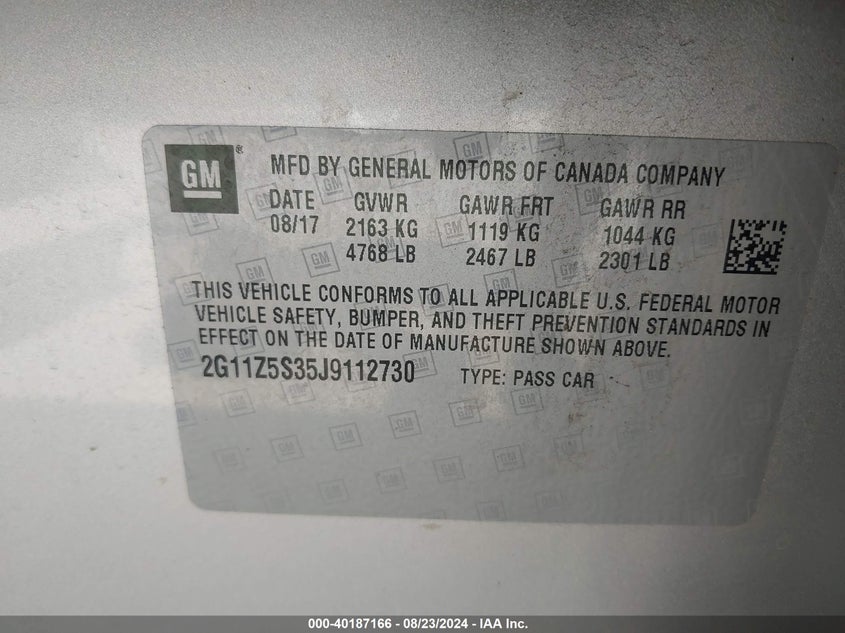 GM ® MFD BY GENERAL MOTORS OF CANADA COMPANY
DATE GVWR GAWR FRT GAWR RR
08/17 2163 KG 1119 KG 1044 KG
4768 LB 2467 LB 2301 LB
THIS VEHICLE CONFORMS TO ALL APPLICABLE U.S. FEDERAL MOTOR
VEHICLE SAFETY, BUMPER, AND THEFT PREVENTION STANDARDS IN
EFFECT ON THE DATE OF MANUFACTURE SHOWN ABOVE.
2G11Z5S35J9112730 TYPE: PASS CAR
000-40187166 - 08/23/2024 - IAA Inc.